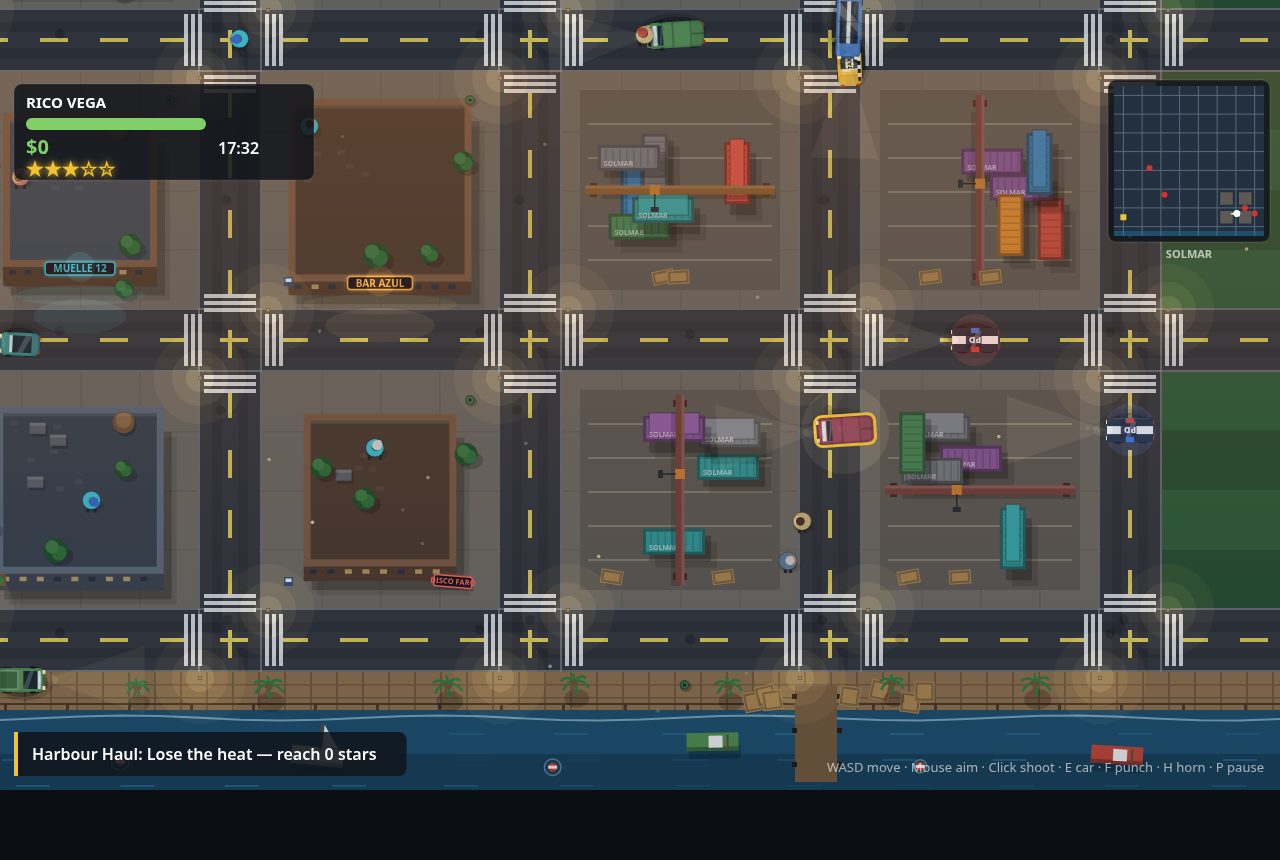 RICO VEGA
$0
17:32
★★★☆☆
MUELLE 12
BAR AZUL
SOLMAR
SOLMAR
SOLMAR
SOLMAR
SOLMAR
SOLMAR
PD
PD
SOLMAR
SOLMAR
SOLMAR
SOLMAR
Harbour Haul: Lose the heat — reach 0 stars
WASD move · Mouse aim · Click shoot · E car · F punch · H horn · P pause